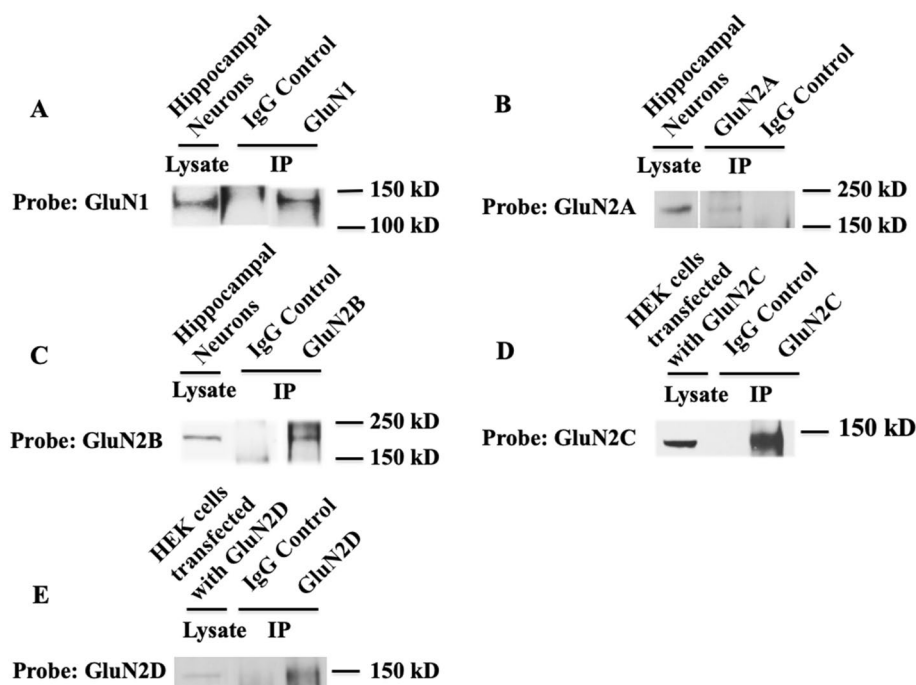 A
Hippocampal
Neurons
IgG Control
GluN1
Lysate
IP
Probe: GluN1
150 kD
100 kD
B
Hippocampal
Neurons
GluN2A
IgG Control
Lysate
IP
Probe: GluN2A
250 kD
150 kD
C
Hippocampal
Neurons
IgG Control
GluN2B
Lysate
IP
Probe: GluN2B
250 kD
150 kD
D
HEK cells
transfected
with GluN2C
IgG Control
GluN2C
Lysate
IP
Probe: GluN2C
150 kD
E
HEK cells
transfected
with GluN2D
IgG Control
GluN2D
Lysate
IP
Probe: GluN2D
150 kD